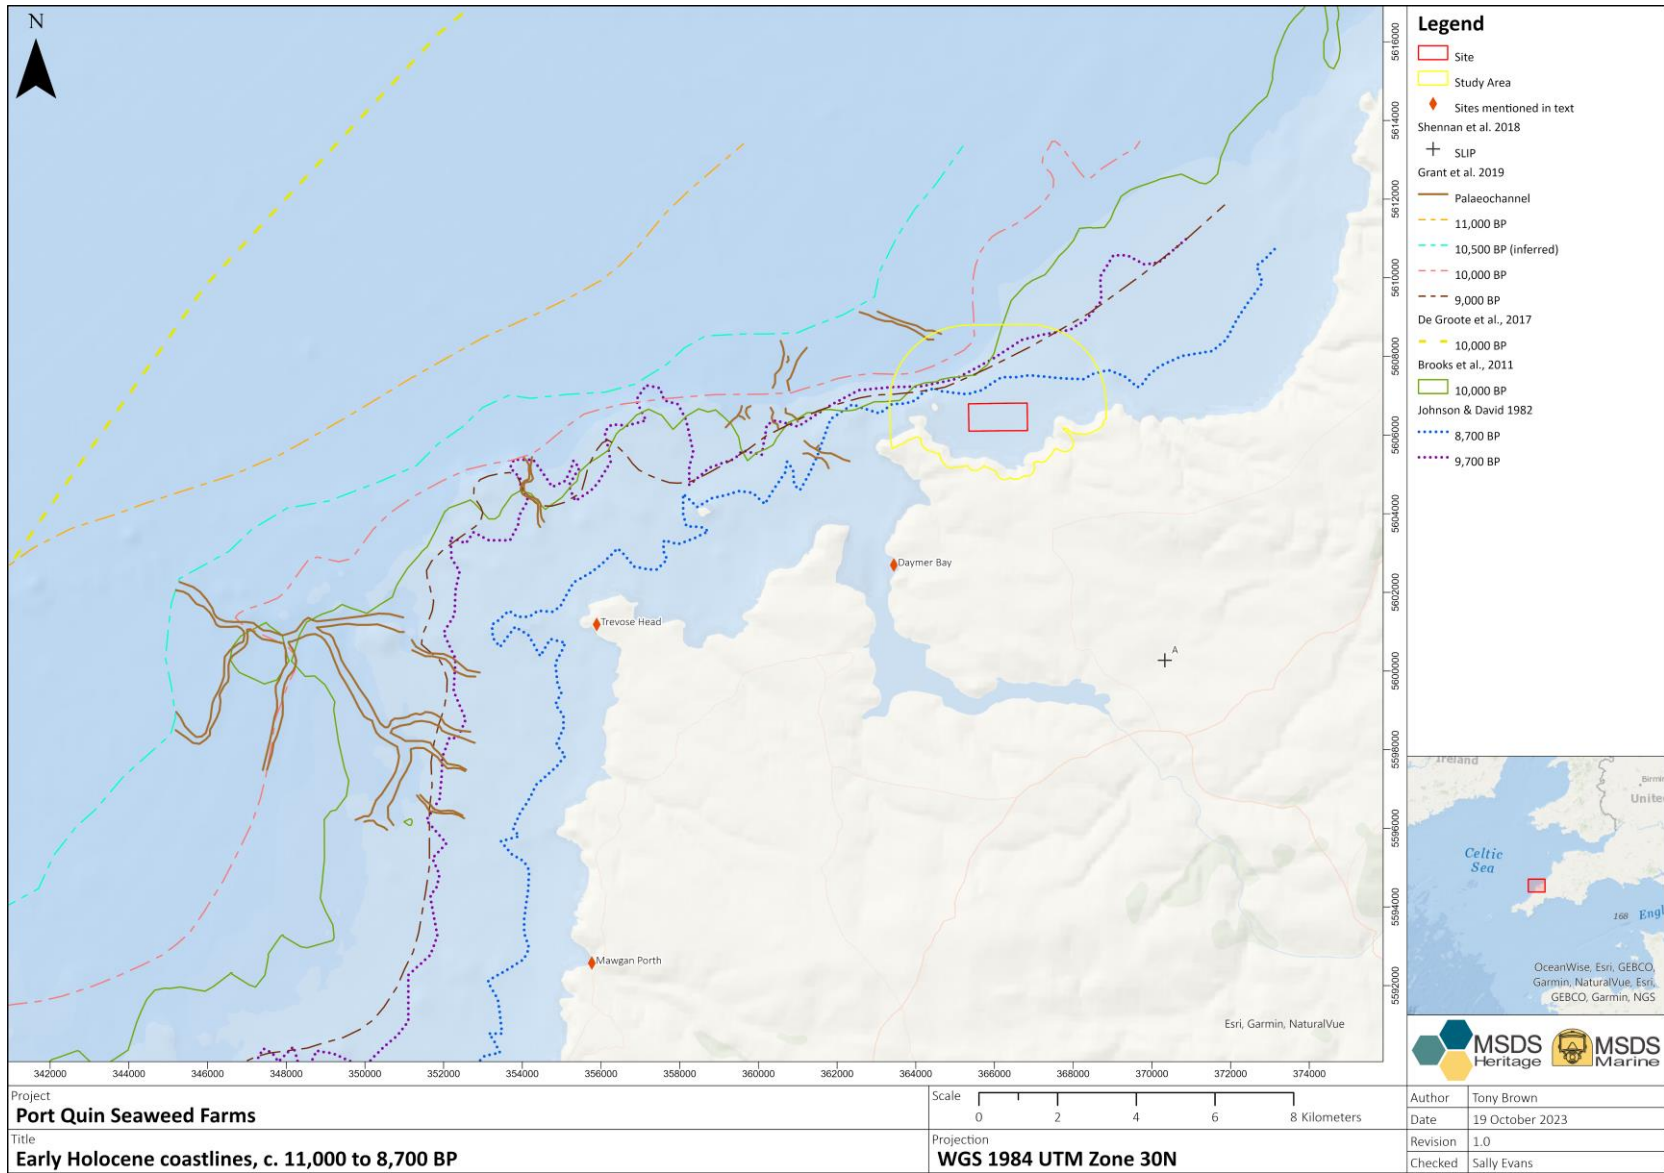 N
Daymer Bay
Trevose Head
A
Mawgan Porth
Esri, Garmin, NaturalVue
5616000
5614000
5612000
5610000
5608000
5606000
5604000
5602000
5600000
5598000
5596000
5594000
5592000
342000 344000 346000 348000 350000 352000 354000 356000 358000 360000 362000 364000 366000 368000 370000 372000 374000
Legend
Site
Study Area
Sites mentioned in text
Shennan et al. 2018
SLIP
Grant et al. 2019
Palaeochannel
11,000 BP
10,500 BP (inferred)
10,000 BP
9,000 BP
De Groote et al., 2017
10,000 BP
Brooks et al., 2011
10,000 BP
Johnson & David 1982
8,700 BP
9,700 BP
Ireland
Birmin
Unite
Celtic
Sea
168 Engl
OceanWise, Esri, GEBCO,
Garmin, NaturalVue, Esri,
GEBCO, Garmin, NGS
MSDS
Heritage
MSDS
Marine
Project
Port Quin Seaweed Farms
Title
Early Holocene coastlines, c. 11,000 to 8,700 BP
Scale
0 2 4 6 8 Kilometers
Projection
WGS 1984 UTM Zone 30N
Author Tony Brown
Date 19 October 2023
Revision 1.0
Checked Sally Evans